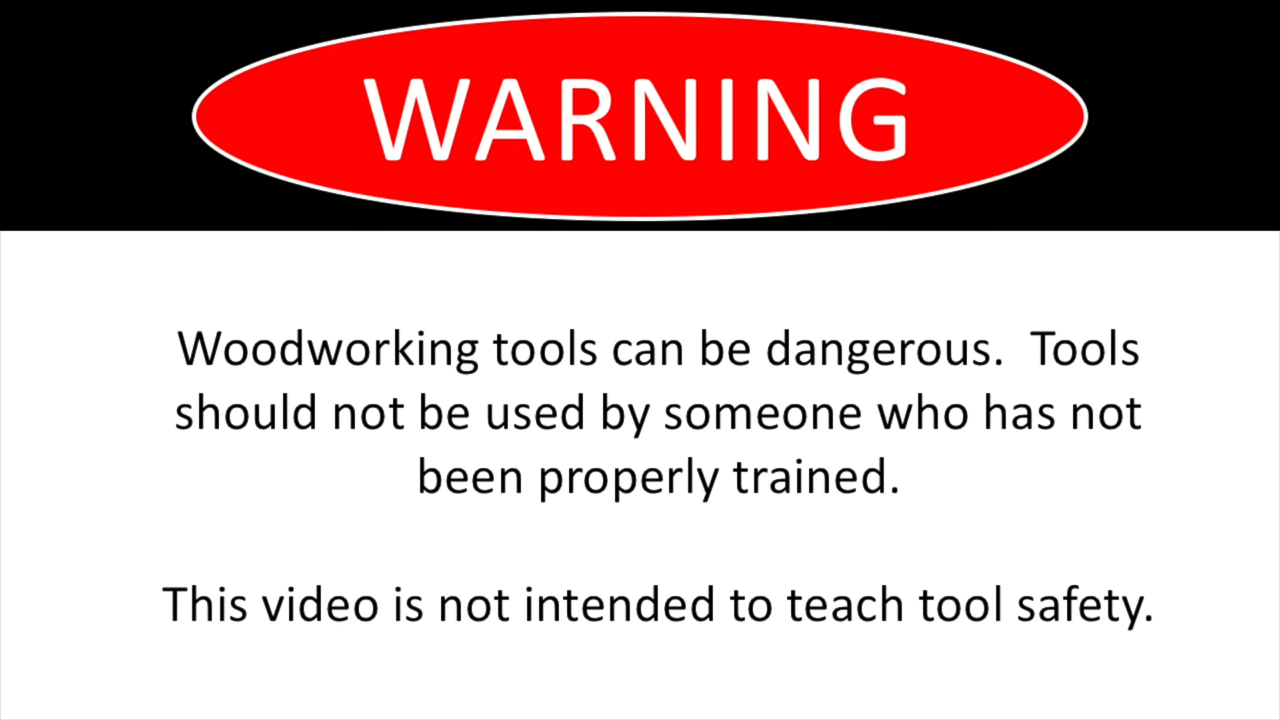 WARNING
Woodworking tools can be dangerous.  Tools
should not be used by someone who has not
been properly trained.
This video is not intended to teach tool safety.